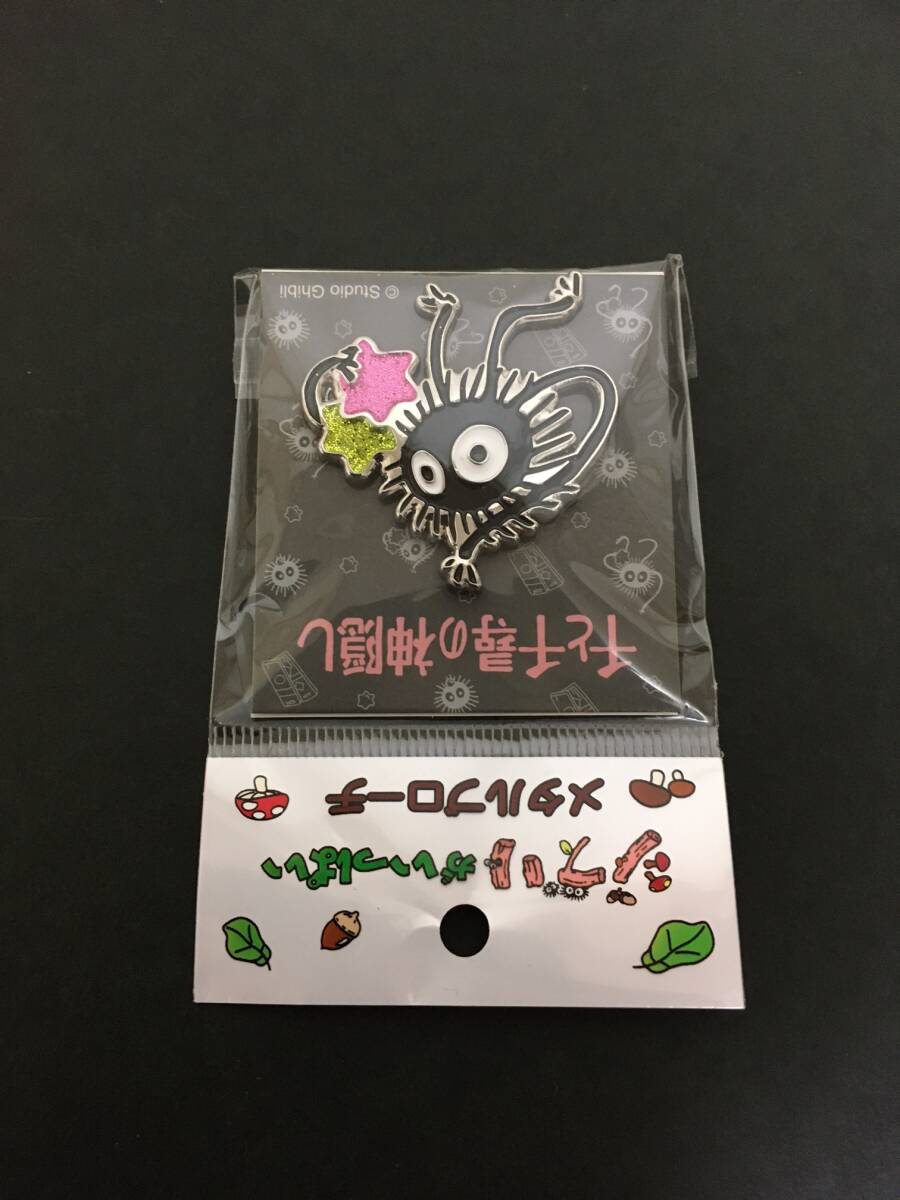 ジブリがいっぱい
メタルブローチ
千と千尋の神隠し
© Studio Ghibli